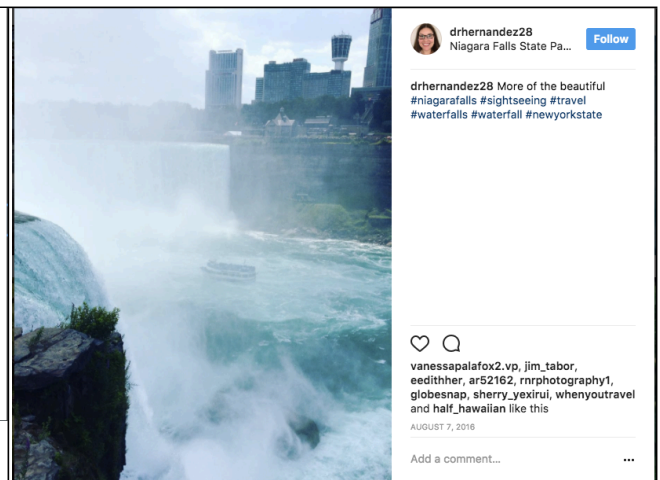 drhernandez28
Niagara Falls State Pa...
Follow
drhernandez28 More of the beautiful
#niagarafalls #sightseeing #travel
#waterfalls #waterfall #newyorkstate
vanessapalafox2.vp, jim_tabor,
eedithher, ar52162, rnrphotography1,
globesnap, sherry_yexirui, whenyoutravel
and half_hawaiian like this
AUGUST 7, 2016
Add a comment...